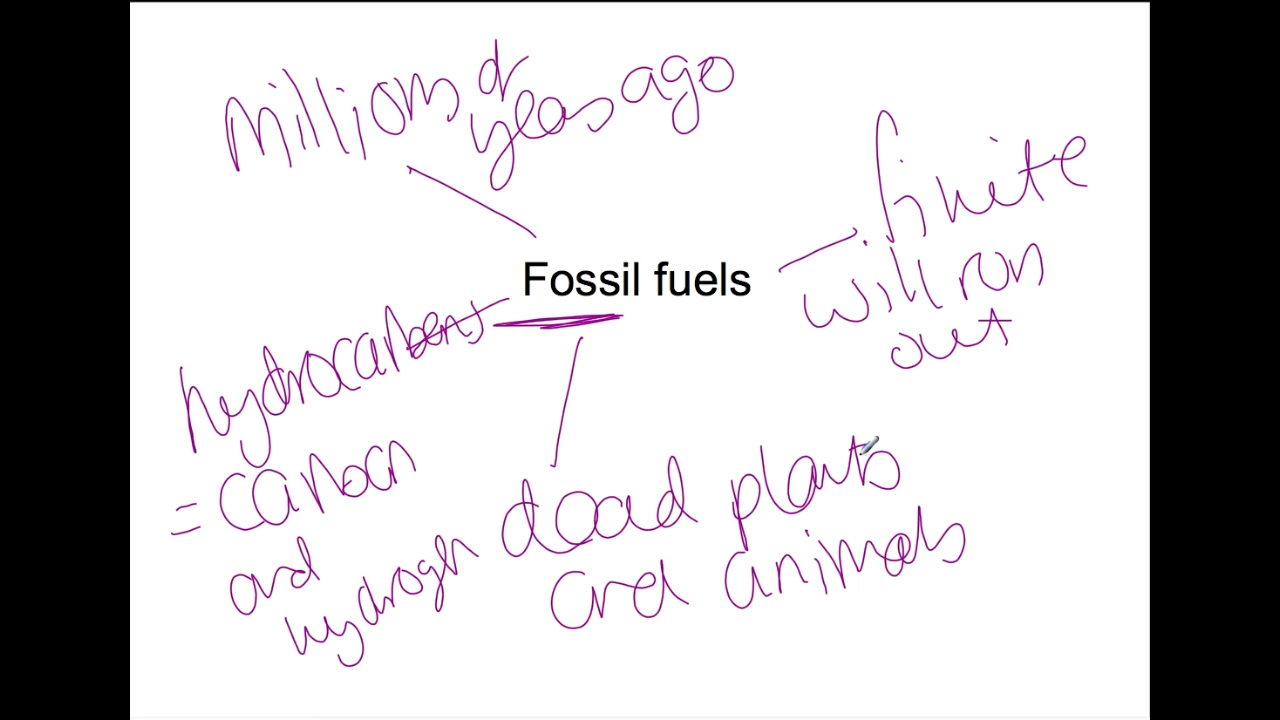 millions of
years ago
finite
will run
out
Fossil fuels
hydrocarbons
= carbon
and
hydrogen
dead plants
and animals